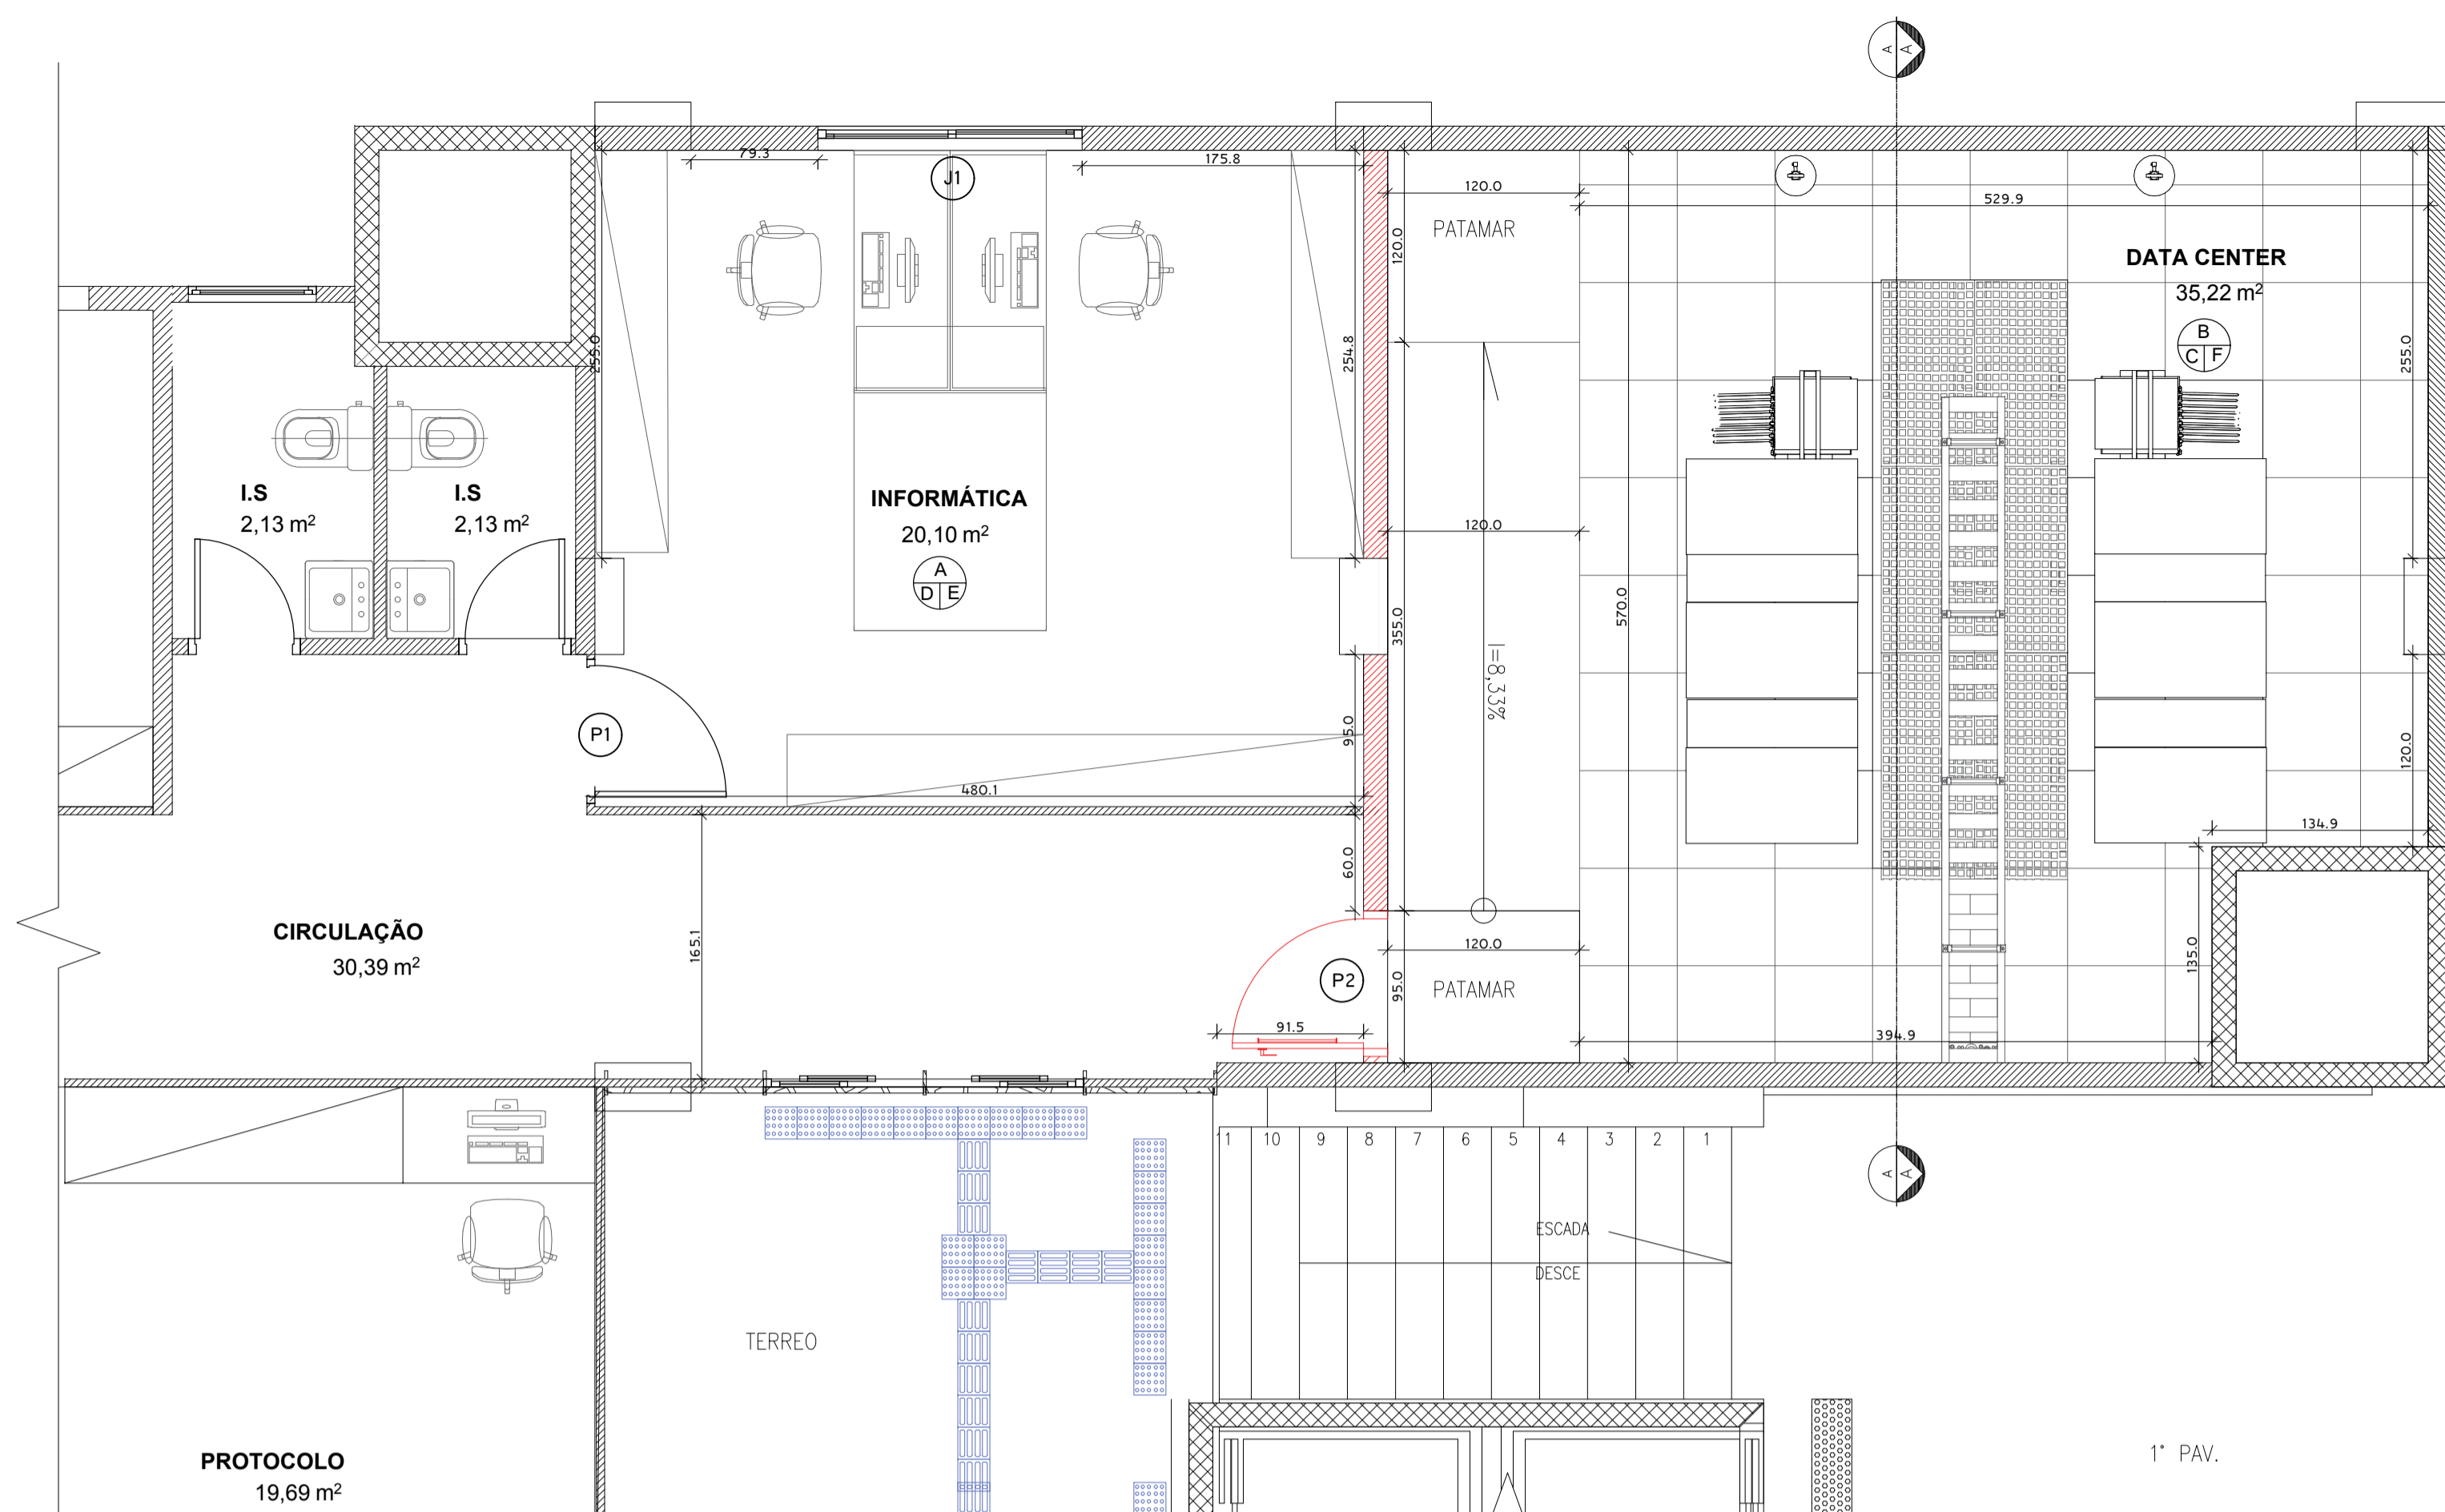 A
A
79.3
J1
175.8
120.0
529.9
PATAMAR
120.0
DATA CENTER
35,22 m²
B
C F
255.0
254.8
255.0
I.S
2,13 m²
I.S
2,13 m²
INFORMÁTICA
20,10 m²
A
D E
120.0
355.0
570.0
I=8,33%
P1
95.0
120.0
480.1
134.9
60.0
CIRCULAÇÃO
30,39 m²
165.1
120.0
135.0
P2
95.0
PATAMAR
91.5
394.9
11 10 9 8 7 6 5 4 3 2 1
A
A
ESCADA
DESCE
TERREO
PROTOCOLO
19,69 m²
1° PAV.